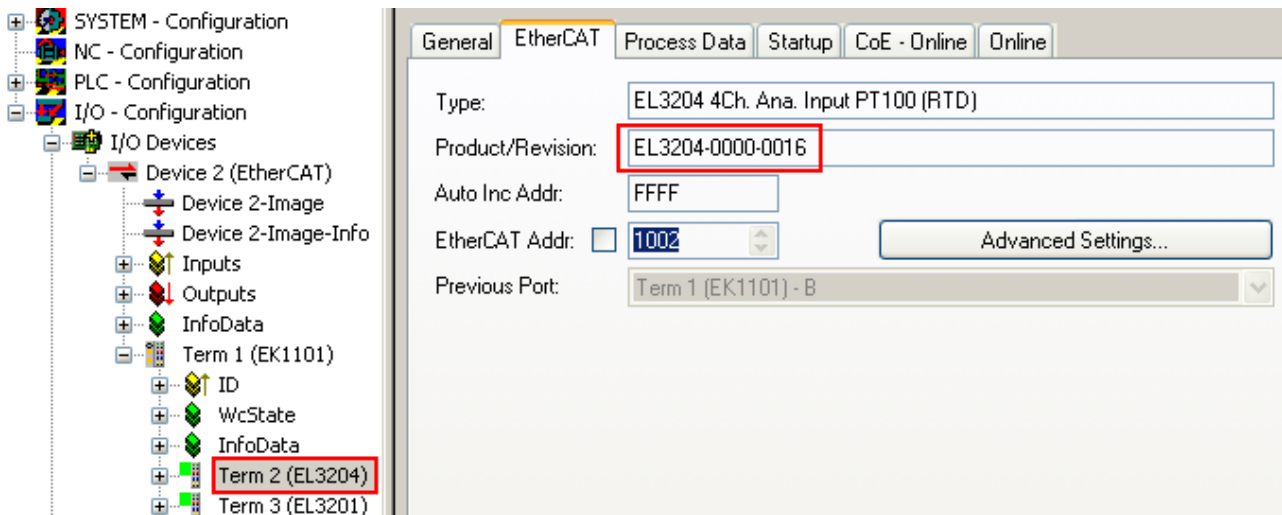 SYSTEM - Configuration
NC - Configuration
PLC - Configuration
I/O - Configuration
I/O Devices
Device 2 (EtherCAT)
Device 2-Image
Device 2-Image-Info
Inputs
Outputs
InfoData
Term 1 (EK1101)
ID
WcState
InfoData
Term 2 (EL3204)
Term 3 (EL3201)
General EtherCAT Process Data Startup CoE - Online Online
Type: EL3204 4Ch. Ana. Input PT100 (RTD)
Product/Revision: EL3204-0000-0016
Auto Inc Addr: FFFF
EtherCAT Addr: 1002 Advanced Settings...
Previous Port: Term 1 (EK1101) - B